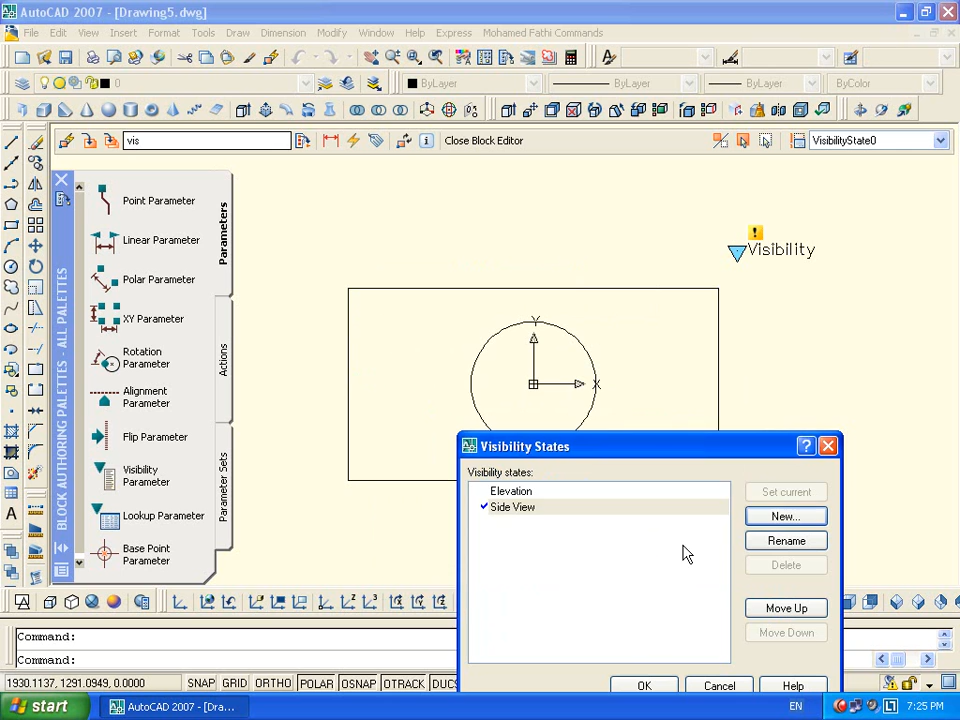 AutoCAD 2007 - [Drawing5.dwg]
File Edit View Insert Format Tools Draw Dimension Modify Window Help Express Mohamed Fathi Commands
0
ByLayer
ByLayer
ByLayer
ByColor
vis
Close Block Editor
VisibilityState0
Point Parameter
Linear Parameter
Polar Parameter
XY Parameter
Rotation
Parameter
Alignment
Parameter
Flip Parameter
Visibility
Parameter
Lookup Parameter
Base Point
Parameter
Parameters
Actions
Parameter Sets
BLOCK AUTHORING PALETTES - ALL PALETTES
!
Visibility
Y
X
Visibility States
Visibility states:
Elevation
Side View
Set current
New...
Rename
Delete
Move Up
Move Down
OK
Cancel
Help
Command:
Command:
1930.1137, 1291.0949, 0.0000
SNAP GRID ORTHO POLAR OSNAP OTRACK DUCS
start
AutoCAD 2007 - [Dra...
EN
7:25 PM